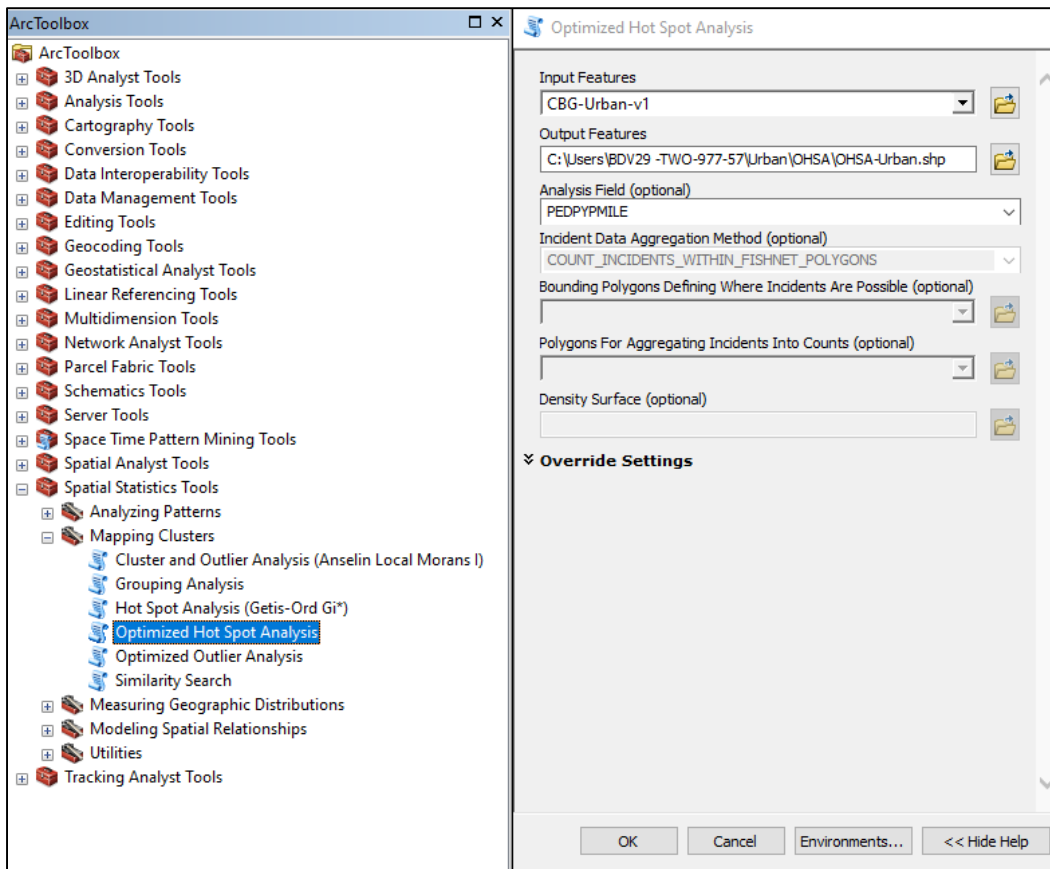 ArcToolbox
ArcToolbox
3D Analyst Tools
Analysis Tools
Cartography Tools
Conversion Tools
Data Interoperability Tools
Data Management Tools
Editing Tools
Geocoding Tools
Geostatistical Analyst Tools
Linear Referencing Tools
Multidimension Tools
Network Analyst Tools
Parcel Fabric Tools
Schematics Tools
Server Tools
Space Time Pattern Mining Tools
Spatial Analyst Tools
Spatial Statistics Tools
Analyzing Patterns
Mapping Clusters
Cluster and Outlier Analysis (Anselin Local Morans I)
Grouping Analysis
Hot Spot Analysis (Getis-Ord Gi*)
Optimized Hot Spot Analysis
Optimized Outlier Analysis
Similarity Search
Measuring Geographic Distributions
Modeling Spatial Relationships
Utilities
Tracking Analyst Tools
Optimized Hot Spot Analysis
Input Features
CBG-Urban-v1
Output Features
C:\Users\BDV29 -TWO-977-57\Urban\OHSA\OHSA-Urban.shp
Analysis Field (optional)
PEDPYPMILE
Incident Data Aggregation Method (optional)
COUNT_INCIDENTS_WITHIN_FISHNET_POLYGONS
Bounding Polygons Defining Where Incidents Are Possible (optional)
Polygons For Aggregating Incidents Into Counts (optional)
Density Surface (optional)
Override Settings
OK
Cancel
Environments...
<< Hide Help